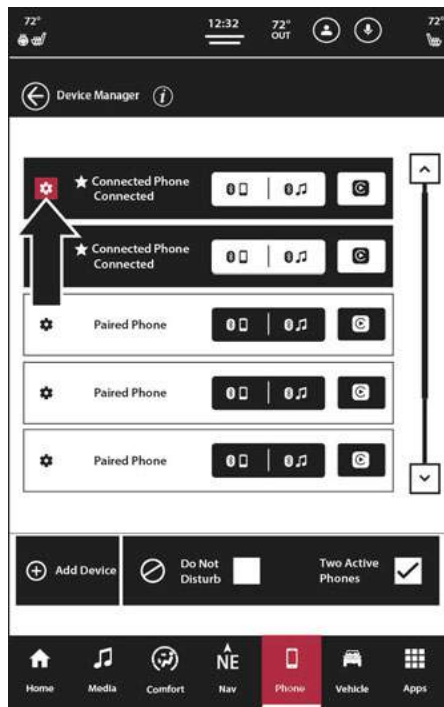 72°
12:32
72°
OUT
72°
Device Manager
Connected Phone
Connected
Connected Phone
Connected
Paired Phone
Paired Phone
Paired Phone
Add Device
Do Not
Disturb
Two Active
Phones
NE
Home
Media
Comfort
Nav
Phone
Vehicle
Apps